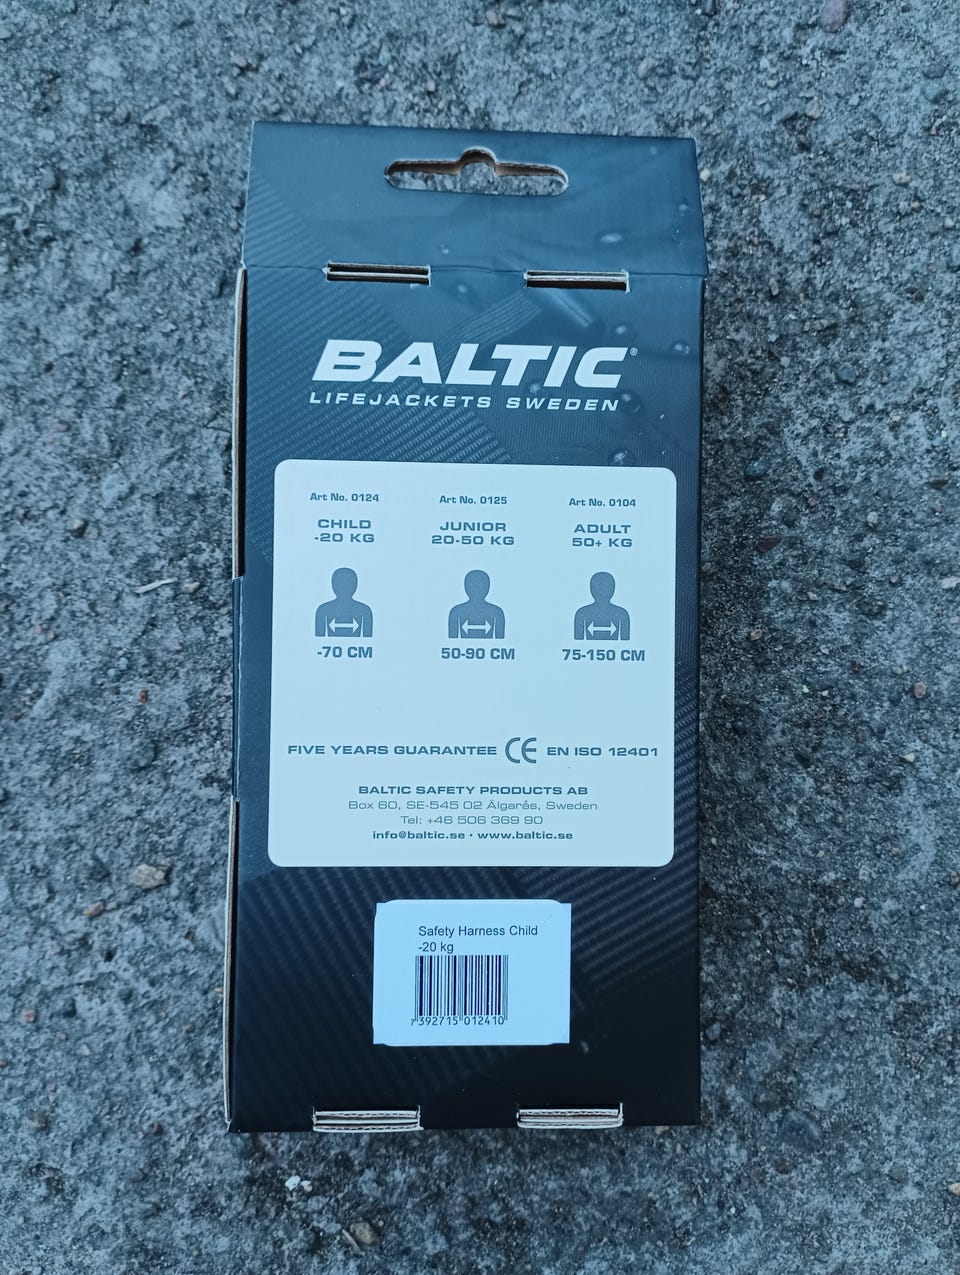 BALTIC®
LIFEJACKETS SWEDEN
Art No. 0124
CHILD
-20 KG
-70 CM
Art No. 0125
JUNIOR
20-50 KG
50-90 CM
Art No. 0104
ADULT
50+ KG
75-150 CM
FIVE YEARS GUARANTEE CE EN ISO 12401
BALTIC SAFETY PRODUCTS AB
Box 60, SE-545 02 Älgarås, Sweden
Tel: +46 506 369 90
info@baltic.se • www.baltic.se
Safety Harness Child
-20 kg
7 392715 012410